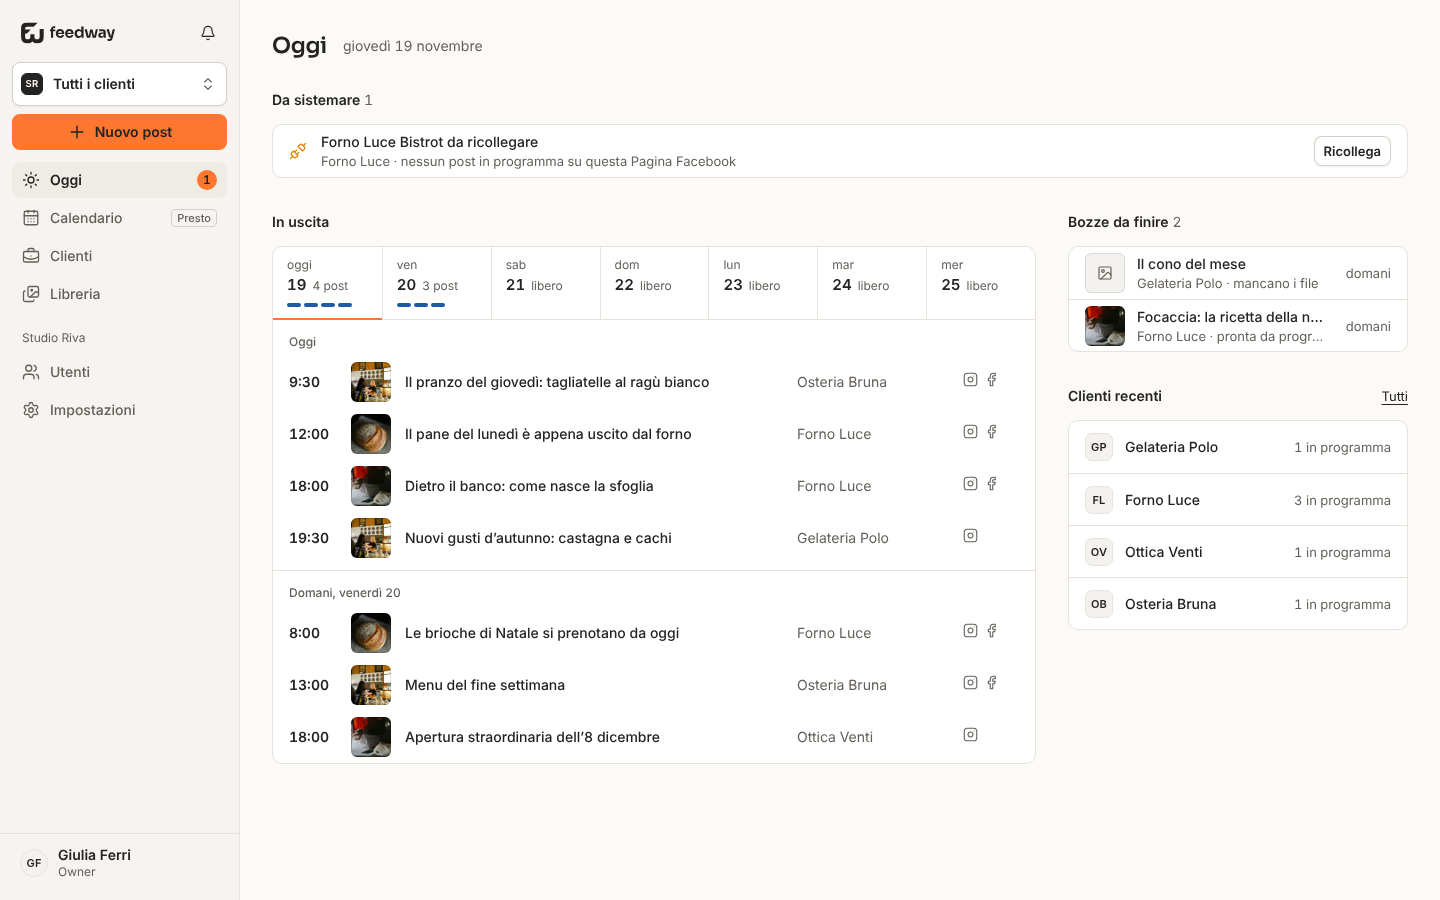 feedway
SR Tutti i clienti
Nuovo post
Oggi 1
Calendario Presto
Clienti
Libreria
Studio Riva
Utenti
Impostazioni
GF Giulia Ferri
Owner
Oggi giovedì 19 novembre
Da sistemare 1
Forno Luce Bistrot da ricollegare
Forno Luce · nessun post in programma su questa Pagina Facebook
Ricollega
In uscita
oggi
19 4 post
ven
20 3 post
sab
21 libero
dom
22 libero
lun
23 libero
mar
24 libero
mer
25 libero
Oggi
9:30 Il pranzo del giovedì: tagliatelle al ragù bianco Osteria Bruna
12:00 Il pane del lunedì è appena uscito dal forno Forno Luce
18:00 Dietro il banco: come nasce la sfoglia Forno Luce
19:30 Nuovi gusti d’autunno: castagna e cachi Gelateria Polo
Domani, venerdì 20
8:00 Le brioche di Natale si prenotano da oggi Forno Luce
13:00 Menu del fine settimana Osteria Bruna
18:00 Apertura straordinaria dell’8 dicembre Ottica Venti
Bozze da finire 2
Il cono del mese
Gelateria Polo · mancano i file
domani
Focaccia: la ricetta della n…
Forno Luce · pronta da progr…
domani
Clienti recenti Tutti
GP Gelateria Polo 1 in programma
FL Forno Luce 3 in programma
OV Ottica Venti 1 in programma
OB Osteria Bruna 1 in programma